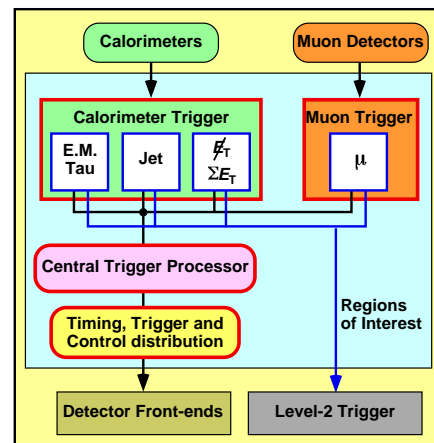 Calorimeters
Muon Detectors
Calorimeter Trigger
Muon Trigger
E.M.
Tau
Jet
E̸T
ΣET
μ
Central Trigger Processor
Timing, Trigger and
Control distribution
Regions
of Interest
Detector Front-ends
Level-2 Trigger